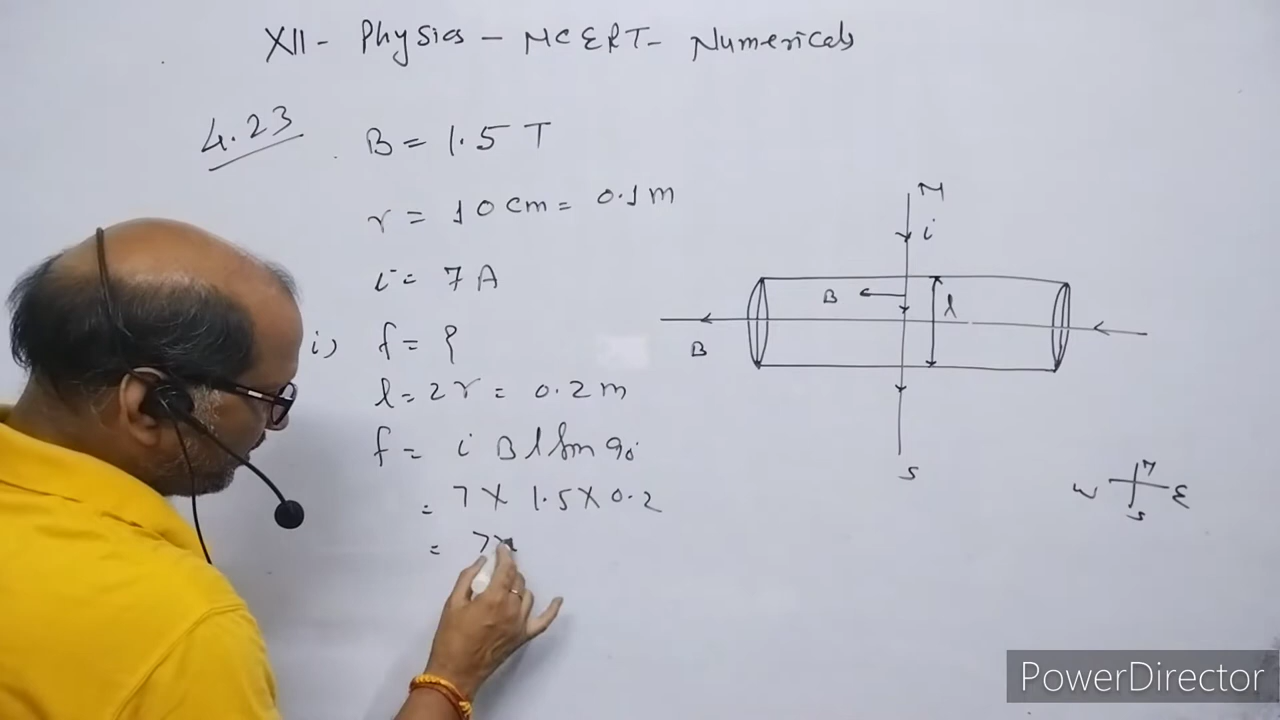 XII - Physics - NCERT - Numericals
4.23
B = 1.5 T
r = 10 cm = 0.1 m
i = 7 A
i) f = ?
l = 2r = 0.2 m
f = i B l Sin 90
= 7 X 1.5 X 0.2
= 7x
N
i
B
l
B
S
N
W E
S
PowerDirector